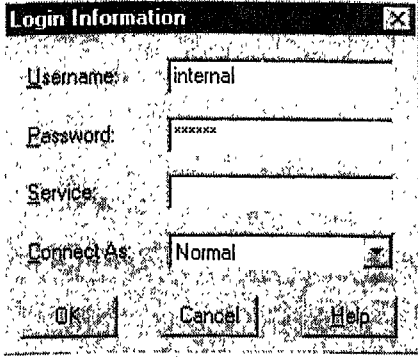 Login Information
Username: internal
Password: xxxxxx
Service:
Connect As: Normal
OK Cancel Help